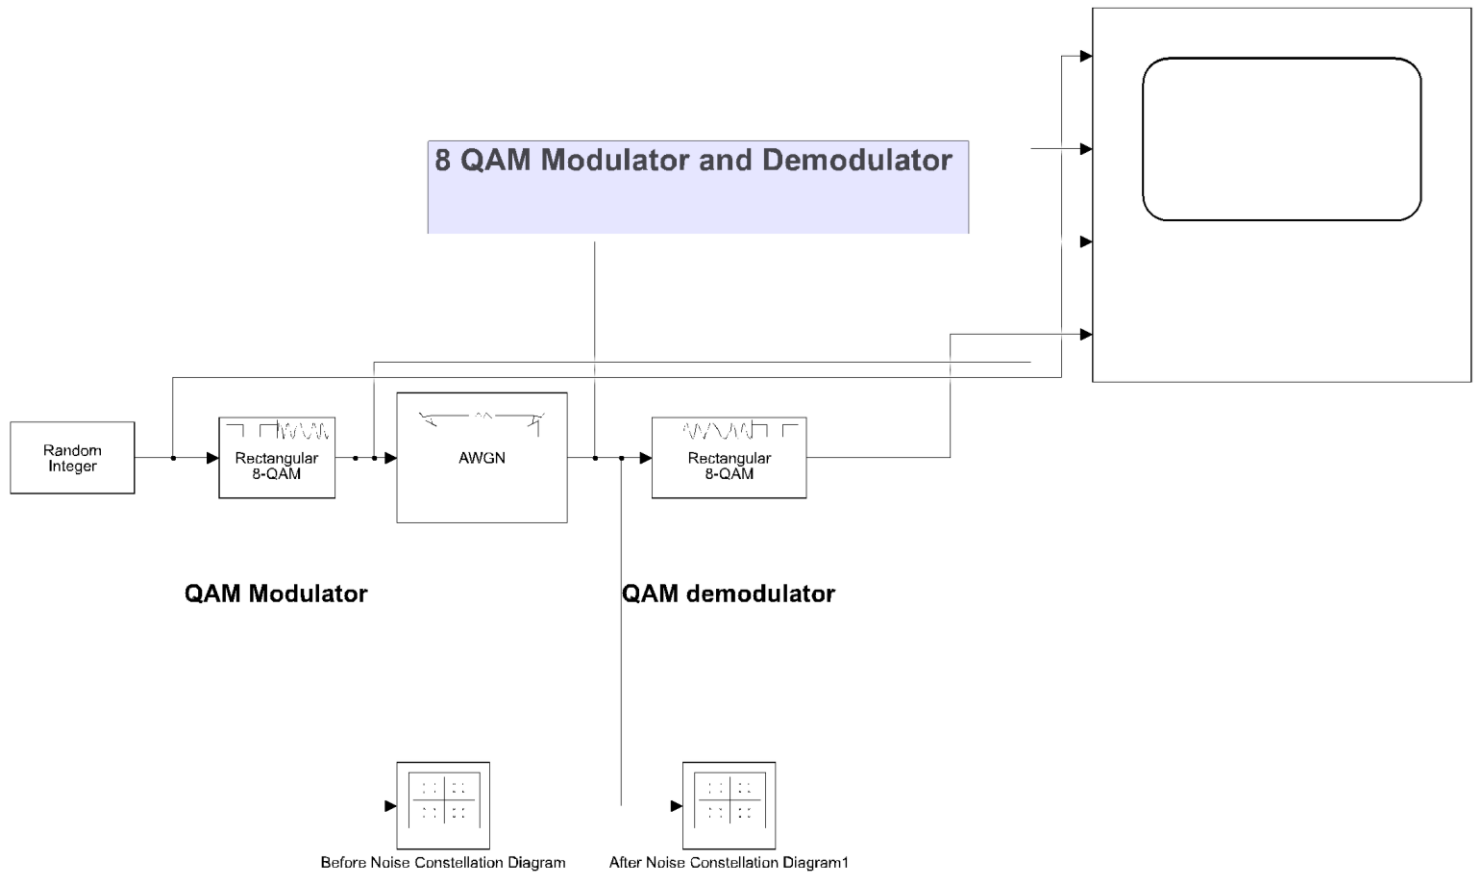 8 QAM Modulator and Demodulator
Random
Integer
Rectangular
8-QAM
AWGN
Rectangular
8-QAM
QAM Modulator
QAM demodulator
Before Noise Constellation Diagram
After Noise Constellation Diagram1